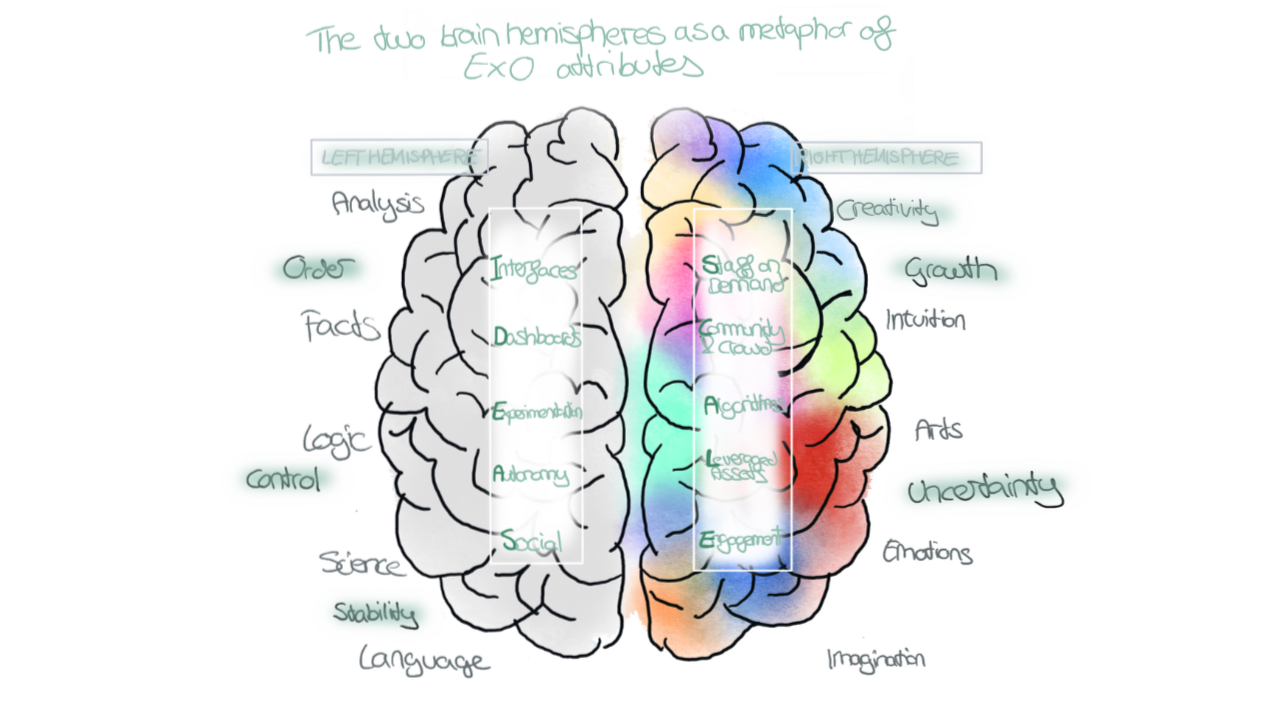 The two brain hemispheres as a metaphor of
ExO attributes
LEFT HEMISPHERE
Analysis
Order
Facts
Logic
Control
Science
Stability
Language
Interfaces
Dashboards
Experimentation
Autonomy
Social
Staff on
Demand
Community
& Crowd
Algorithms
Leveraged
Assets
Engagement
RIGHT HEMISPHERE
Creativity
Growth
Intuition
Arts
Uncertainty
Emotions
Imagination